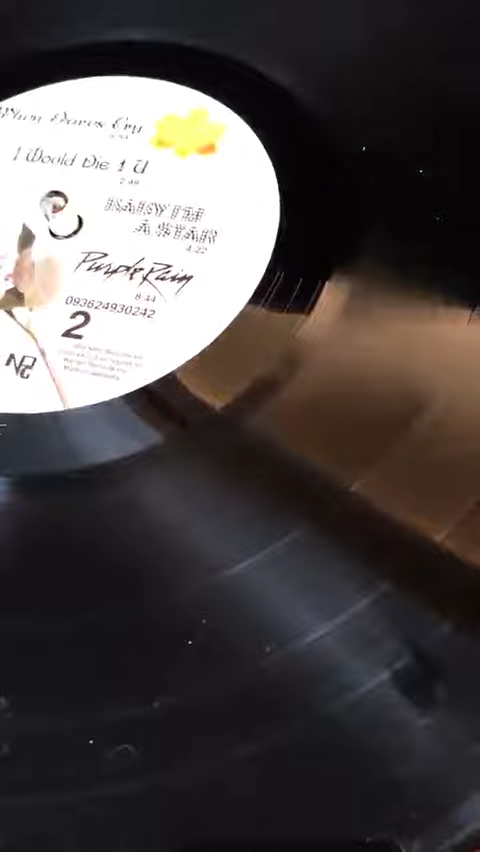 When Doves Cry
I Would Die 4 U
2:49
BABY I'M
A STAR
4:22
Purple Rain
8:44
093624930242
2